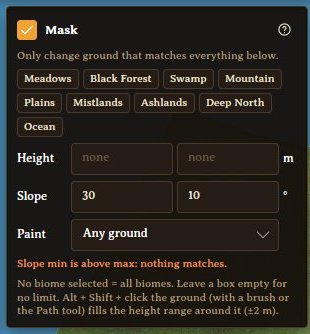 Mask
Only change ground that matches everything below.
Meadows Black Forest Swamp Mountain
Plains Mistlands Ashlands Deep North
Ocean
Height none none m
Slope 30 10 °
Paint Any ground
Slope min is above max: nothing matches.
No biome selected = all biomes. Leave a box empty for
no limit. Alt + Shift + click the ground (with a brush or
the Path tool) fills the height range around it (±2 m).